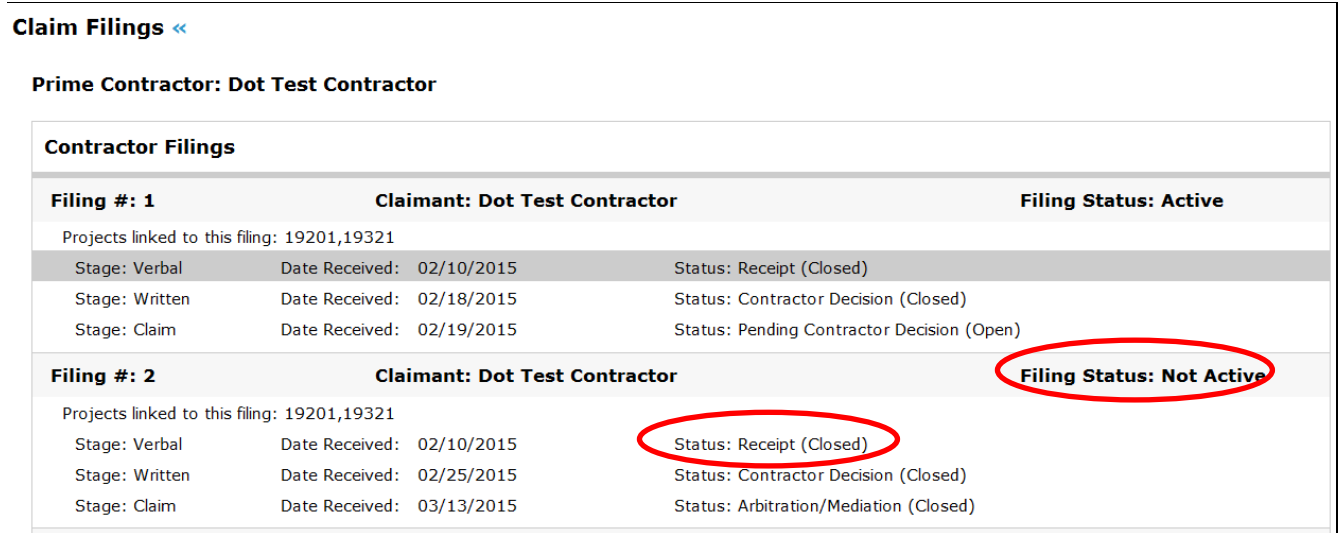 Claim Filings «
Prime Contractor: Dot Test Contractor
Contractor Filings
Filing #: 1 Claimant: Dot Test Contractor Filing Status: Active
Projects linked to this filing: 19201,19321
Stage: Verbal Date Received: 02/10/2015 Status: Receipt (Closed)
Stage: Written Date Received: 02/18/2015 Status: Contractor Decision (Closed)
Stage: Claim Date Received: 02/19/2015 Status: Pending Contractor Decision (Open)
Filing #: 2 Claimant: Dot Test Contractor Filing Status: Not Active
Projects linked to this filing: 19201,19321
Stage: Verbal Date Received: 02/10/2015 Status: Receipt (Closed)
Stage: Written Date Received: 02/25/2015 Status: Contractor Decision (Closed)
Stage: Claim Date Received: 03/13/2015 Status: Arbitration/Mediation (Closed)